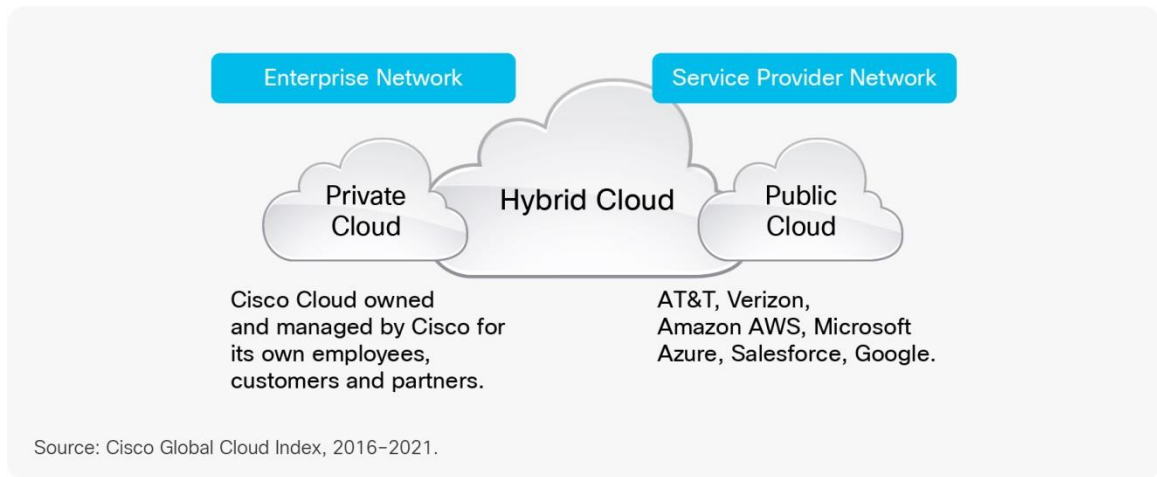 Enterprise Network
Service Provider Network
Private
Cloud
Hybrid Cloud
Public
Cloud
Cisco Cloud owned
and managed by Cisco for
its own employees,
customers and partners.
AT&T, Verizon,
Amazon AWS, Microsoft
Azure, Salesforce, Google.
Source: Cisco Global Cloud Index, 2016–2021.